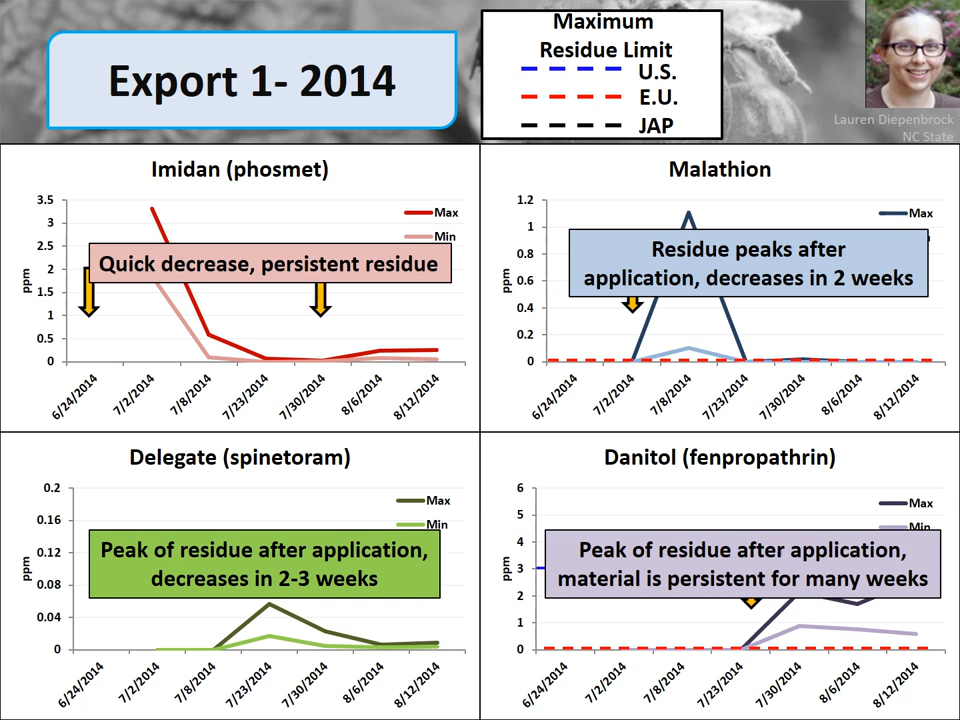 Export 1- 2014
Maximum
Residue Limit
U.S.
E.U.
JAP
Lauren Diepenbrock
NC State
Imidan (phosmet)
3.5
3
2.5
2
1.5
1
0.5
0
ppm
Max
Min
Quick decrease, persistent residue
6/24/2014
7/2/2014
7/8/2014
7/23/2014
7/30/2014
8/6/2014
8/12/2014
Malathion
1.2
1
0.8
0.6
0.4
0.2
0
ppm
Max
Residue peaks after
application, decreases in 2 weeks
6/24/2014
7/2/2014
7/8/2014
7/23/2014
7/30/2014
8/6/2014
8/12/2014
Delegate (spinetoram)
0.2
0.16
0.12
0.08
0.04
0
ppm
Max
Min
Peak of residue after application,
decreases in 2-3 weeks
6/24/2014
7/2/2014
7/8/2014
7/23/2014
7/30/2014
8/6/2014
8/12/2014
Danitol (fenpropathrin)
6
5
4
3
2
1
0
ppm
Max
Min
Peak of residue after application,
material is persistent for many weeks
6/24/2014
7/2/2014
7/8/2014
7/23/2014
7/30/2014
8/6/2014
8/12/2014